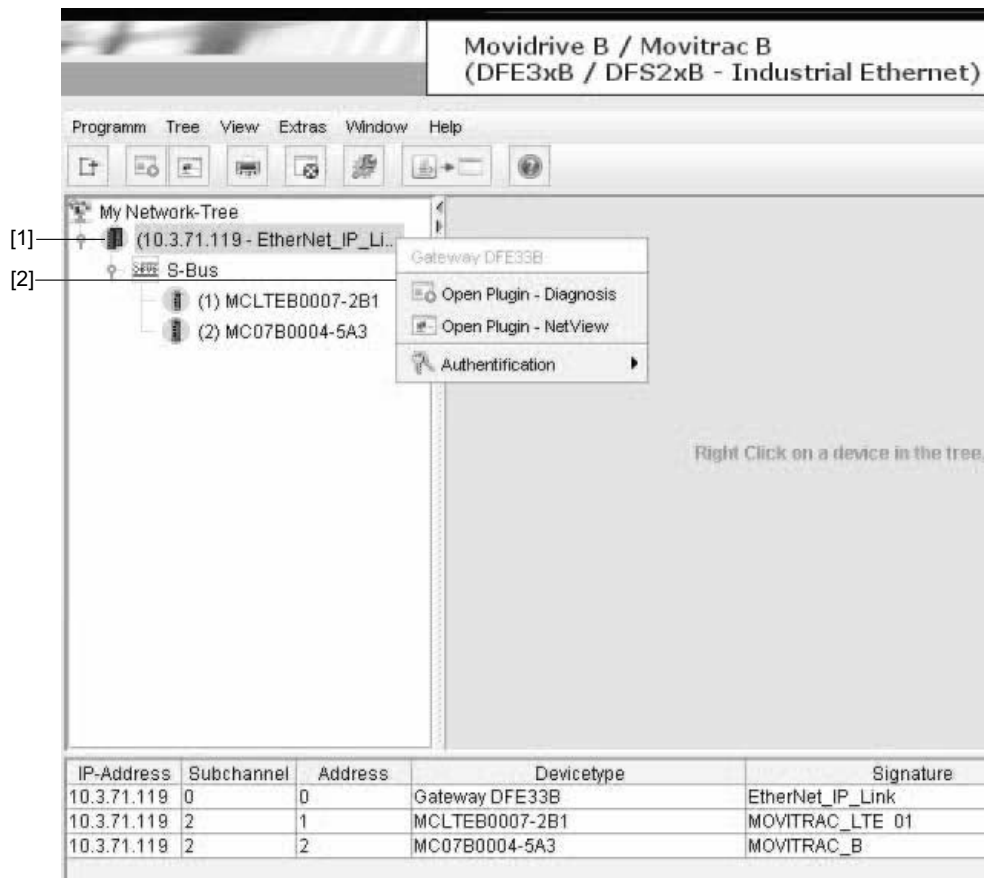 Movidrive B / Movitrac B
(DFE3xB / DFS2xB - Industrial Ethernet)
Programm Tree View Extras Window Help
My Network-Tree
[1] (10.3.71.119 - EtherNet_IP_Li...
Gateway DFE33B
[2] S-Bus
Open Plugin - Diagnosis
(1) MCLTEB0007-2B1
Open Plugin - NetView
(2) MC07B0004-5A3
Authentification
Right Click on a device in the tree,
IP-Address Subchannel Address Devicetype Signature
10.3.71.119 0 0 Gateway DFE33B EtherNet_IP_Link
10.3.71.119 2 1 MCLTEB0007-2B1 MOVITRAC_LTE 01
10.3.71.119 2 2 MC07B0004-5A3 MOVITRAC_B